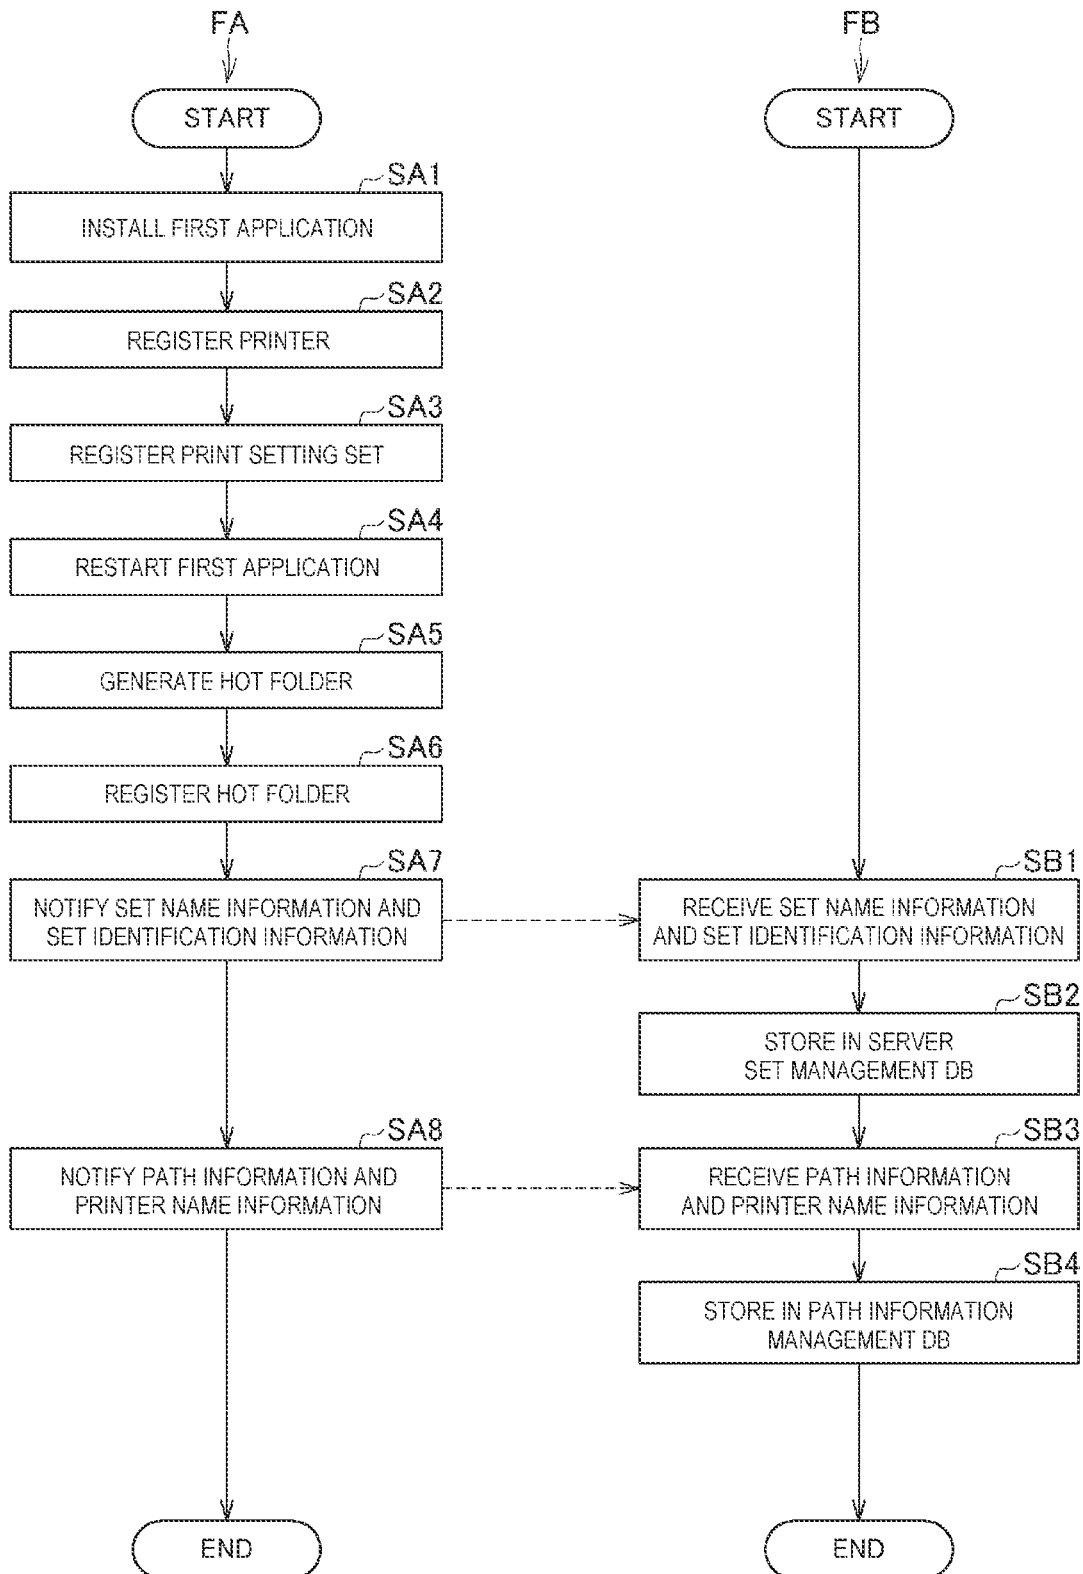 FA
START
SA1
INSTALL FIRST APPLICATION
SA2
REGISTER PRINTER
SA3
REGISTER PRINT SETTING SET
SA4
RESTART FIRST APPLICATION
SA5
GENERATE HOT FOLDER
SA6
REGISTER HOT FOLDER
SA7
NOTIFY SET NAME INFORMATION AND
SET IDENTIFICATION INFORMATION
SA8
NOTIFY PATH INFORMATION AND
PRINTER NAME INFORMATION
END
FB
START
SB1
RECEIVE SET NAME INFORMATION
AND SET IDENTIFICATION INFORMATION
SB2
STORE IN SERVER
SET MANAGEMENT DB
SB3
RECEIVE PATH INFORMATION
AND PRINTER NAME INFORMATION
SB4
STORE IN PATH INFORMATION
MANAGEMENT DB
END